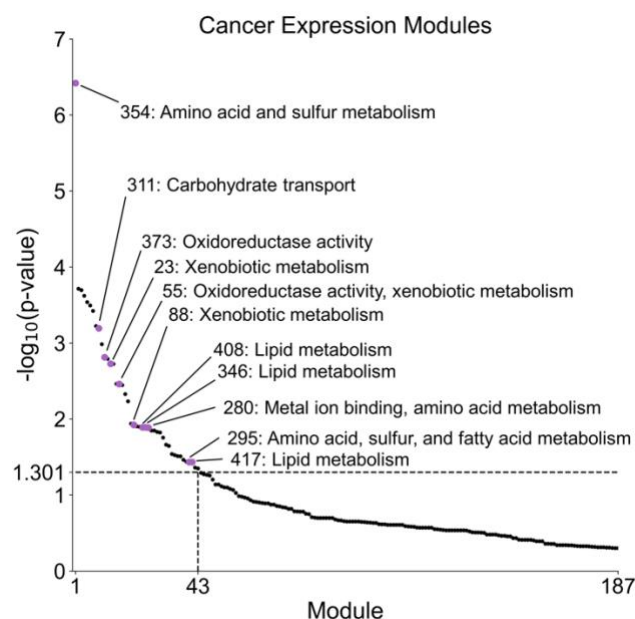 Cancer Expression Modules
7
6
354: Amino acid and sulfur metabolism
5
311: Carbohydrate transport
4
373: Oxidoreductase activity
23: Xenobiotic metabolism
55: Oxidoreductase activity, xenobiotic metabolism
88: Xenobiotic metabolism
3
408: Lipid metabolism
346: Lipid metabolism
280: Metal ion binding, amino acid metabolism
2
295: Amino acid, sulfur, and fatty acid metabolism
417: Lipid metabolism
1.301
1
0
-log₁₀(p-value)
1
43
187
Module